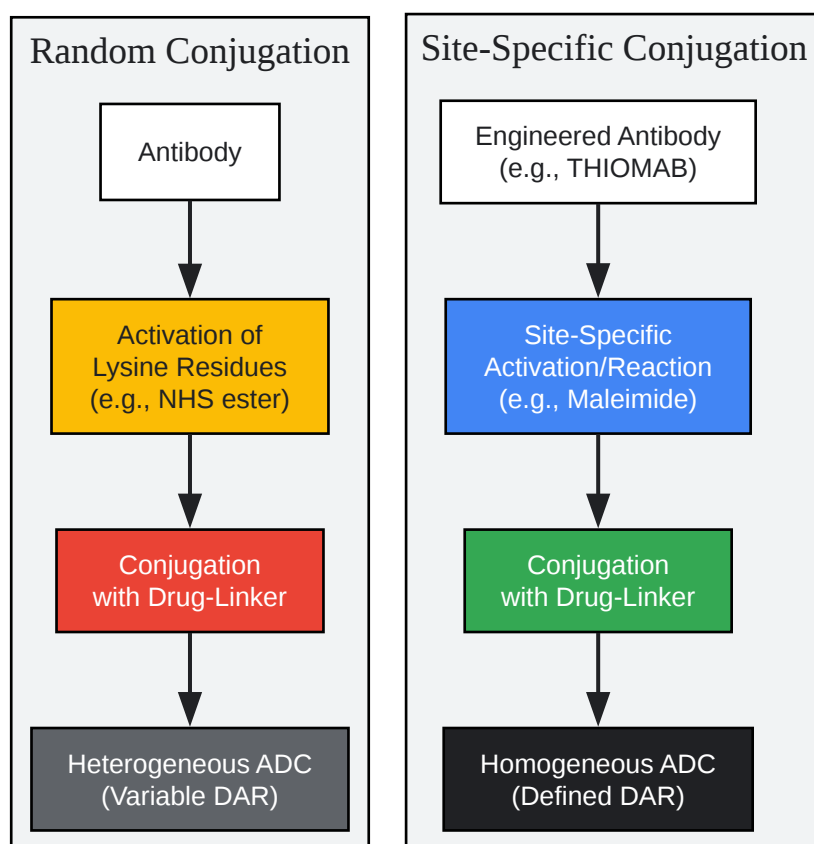 Random Conjugation
Antibody
Activation of
Lysine Residues
(e.g., NHS ester)
Conjugation
with Drug-Linker
Heterogeneous ADC
(Variable DAR)
Site-Specific Conjugation
Engineered Antibody
(e.g., THIOMAB)
Site-Specific
Activation/Reaction
(e.g., Maleimide)
Conjugation
with Drug-Linker
Homogeneous ADC
(Defined DAR)